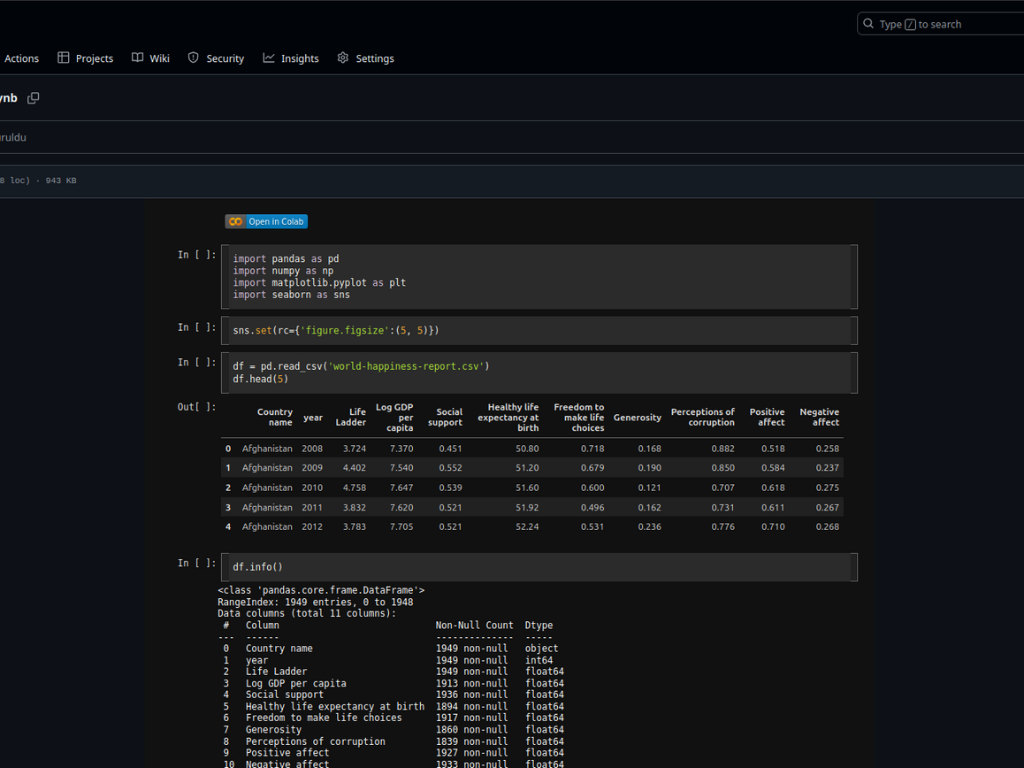 Type / to search
Actions Projects Wiki Security Insights Settings
ynb
ruldu
8 loc) · 943 KB
Open in Colab
In [ ]:
import pandas as pd
import numpy as np
import matplotlib.pyplot as plt
import seaborn as sns
In [ ]:
sns.set(rc={'figure.figsize':(5, 5)})
In [ ]:
df = pd.read_csv('world-happiness-report.csv')
df.head(5)
Out[ ]:
Country name year Life Ladder Log GDP per capita Social support Healthy life expectancy at birth Freedom to make life choices Generosity Perceptions of corruption Positive affect Negative affect
0 Afghanistan 2008 3.724 7.370 0.451 50.80 0.718 0.168 0.882 0.518 0.258
1 Afghanistan 2009 4.402 7.540 0.552 51.20 0.679 0.190 0.850 0.584 0.237
2 Afghanistan 2010 4.758 7.647 0.539 51.60 0.600 0.121 0.707 0.618 0.275
3 Afghanistan 2011 3.832 7.620 0.521 51.92 0.496 0.162 0.731 0.611 0.267
4 Afghanistan 2012 3.783 7.705 0.521 52.24 0.531 0.236 0.776 0.710 0.268
In [ ]:
df.info()
<class 'pandas.core.frame.DataFrame'>
RangeIndex: 1949 entries, 0 to 1948
Data columns (total 11 columns):
# Column Non-Null Count Dtype
--- ------ -------------- -----
0 Country name 1949 non-null object
1 year 1949 non-null int64
2 Life Ladder 1949 non-null float64
3 Log GDP per capita 1913 non-null float64
4 Social support 1936 non-null float64
5 Healthy life expectancy at birth 1894 non-null float64
6 Freedom to make life choices 1917 non-null float64
7 Generosity 1860 non-null float64
8 Perceptions of corruption 1839 non-null float64
9 Positive affect 1927 non-null float64
10 Negative affect 1933 non-null float64